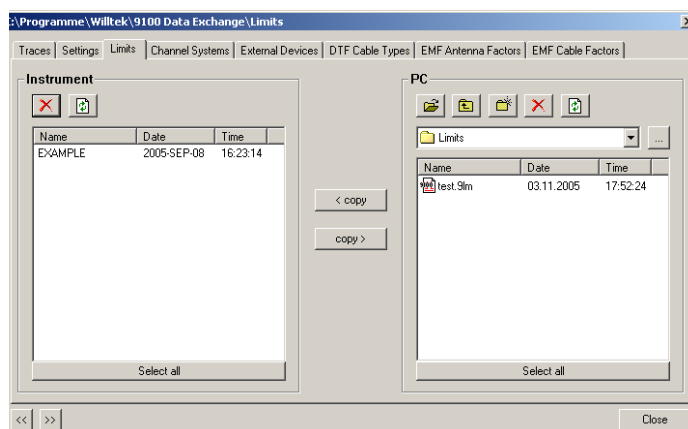 :\Programme\Willtek\9100 Data Exchange\Limits
Traces Settings Limits Channel Systems External Devices DTF Cable Types EMF Antenna Factors EMF Cable Factors
Instrument
Name Date Time
EXAMPLE 2005-SEP-08 16:23:14
Select all
< copy
copy >
PC
Limits ...
Name Date Time
test.9lm 03.11.2005 17:52:24
Select all
<< >> Close